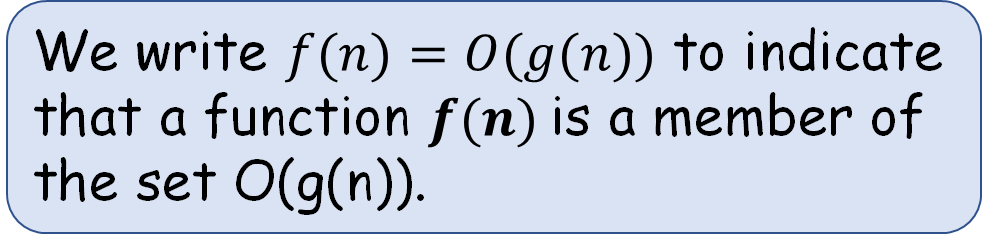 We write f(n) = O(g(n)) to indicate
that a function f(n) is a member of
the set O(g(n)).